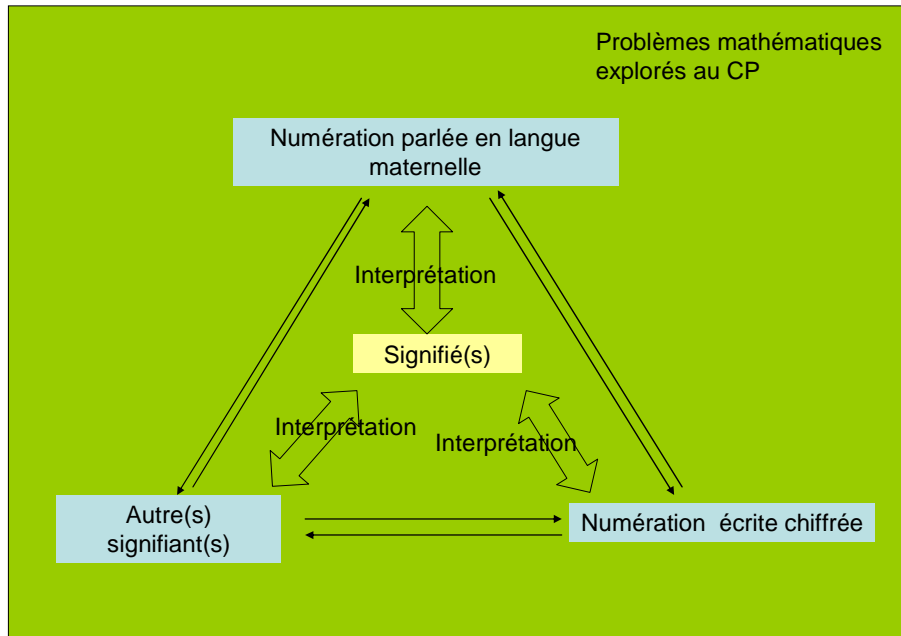 Problèmes mathématiques
explorés au CP
Numération parlée en langue
maternelle
Interprétation
Signifié(s)
Interprétation
Interprétation
Autre(s)
signifiant(s)
Numération écrite chiffrée